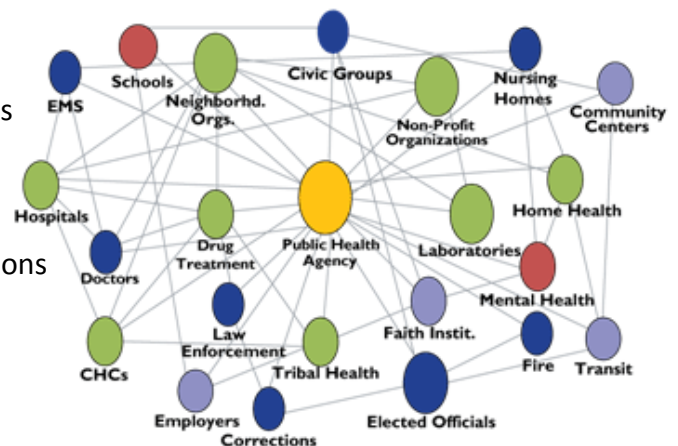 Schools
Civic Groups
EMS
Neighborhd.
Orgs.
Nursing
Homes
Community
Centers
Non-Profit
Organizations
s
Hospitals
Drug
Treatment
Public Health
Agency
Laboratories
Home Health
ons
Doctors
Mental Health
Law
Enforcement
Faith Instit.
Fire
Transit
CHCs
Tribal Health
Employers
Corrections
Elected Officials